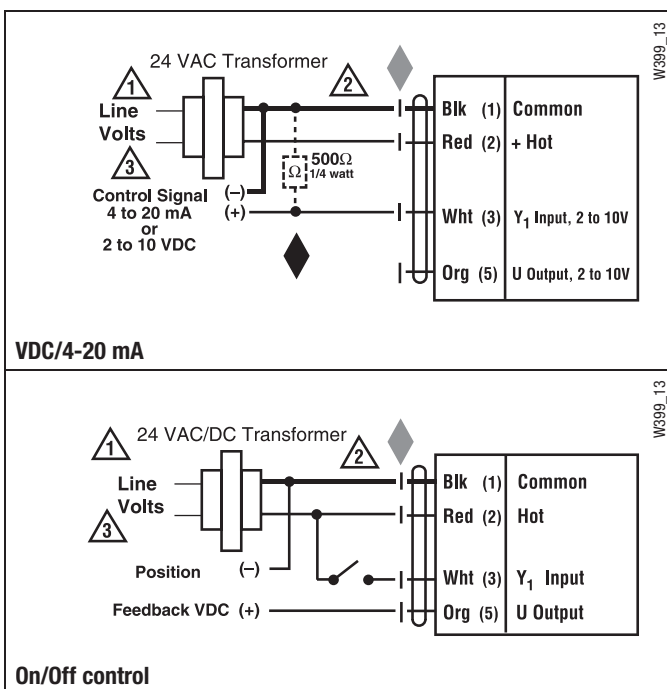 W399_13
24 VAC Transformer
1
2
Line
Volts
3
Blk (1) Common
Red (2) + Hot
500Ω
Ω 1/4 watt
Control Signal (–)
4 to 20 mA (+)
or
2 to 10 VDC
Wht (3) Y₁ Input, 2 to 10V
Org (5) U Output, 2 to 10V
VDC/4-20 mA
W399_13
24 VAC/DC Transformer
1
2
Line
Volts
3
Blk (1) Common
Red (2) Hot
Position (–)
Wht (3) Y₁ Input
Feedback VDC (+)
Org (5) U Output
On/Off control